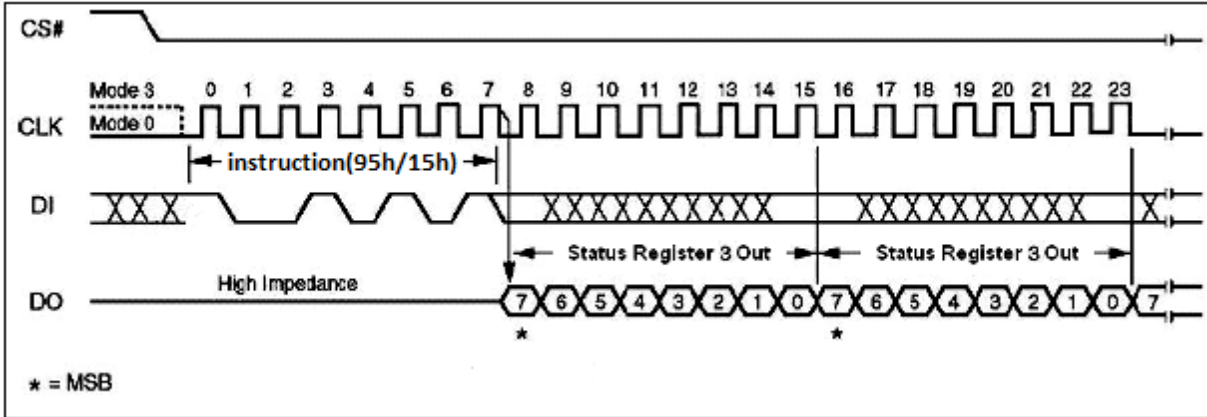 CS#
Mode 3 0 1 2 3 4 5 6 7 8 9 10 11 12 13 14 15 16 17 18 19 20 21 22 23
CLK Mode 0
instruction(95h/15h)
DI
Status Register 3 Out Status Register 3 Out
High Impedance
DO 7 6 5 4 3 2 1 0 7 6 5 4 3 2 1 0 7
* *
* = MSB